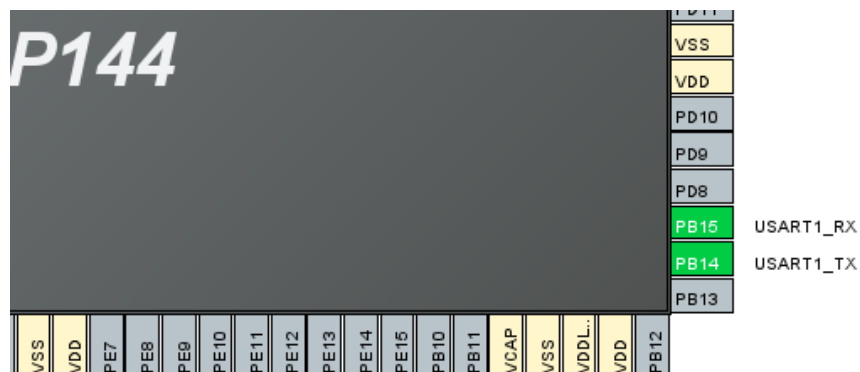 P144
VSS
VDD
PD10
PD9
PD8
PB15 USART1_RX
PB14 USART1_TX
PB13
VSS
VDD
PE7
PE8
PE9
PE10
PE11
PE12
PE13
PE14
PE15
PB10
PB11
VCAP
VSS
VDDL..
VDD
PB12